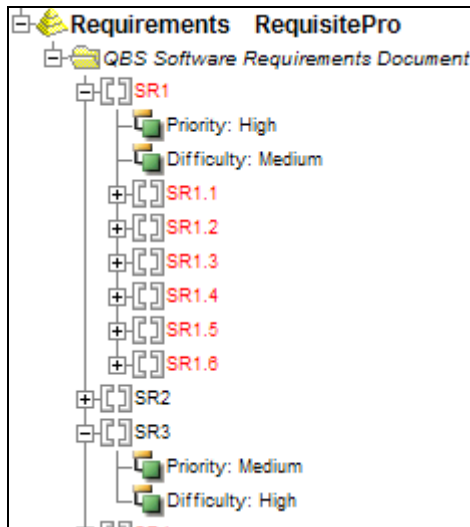 Requirements RequisitePro
QBS Software Requirements Document
SR1
Priority: High
Difficulty: Medium
SR1.1
SR1.2
SR1.3
SR1.4
SR1.5
SR1.6
SR2
SR3
Priority: Medium
Difficulty: High